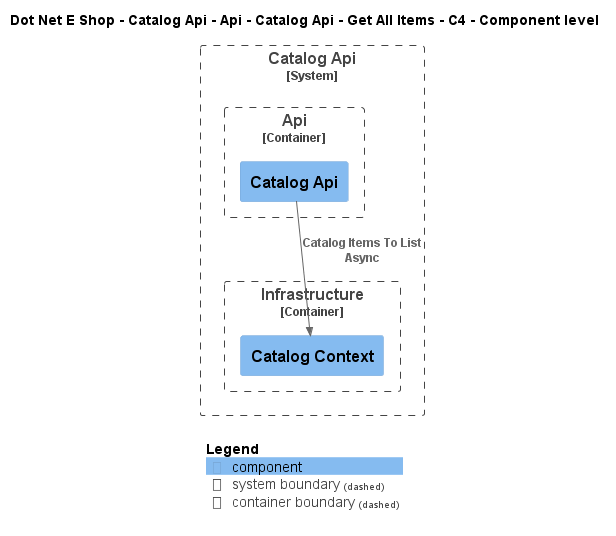 Dot Net E Shop - Catalog Api - Api - Catalog Api - Get All Items - C4 - Component level
Catalog Api
[System]
Api
[Container]
Catalog Api
Catalog Items To List
Async
Infrastructure
[Container]
Catalog Context
Legend
component
system boundary (dashed)
container boundary (dashed)